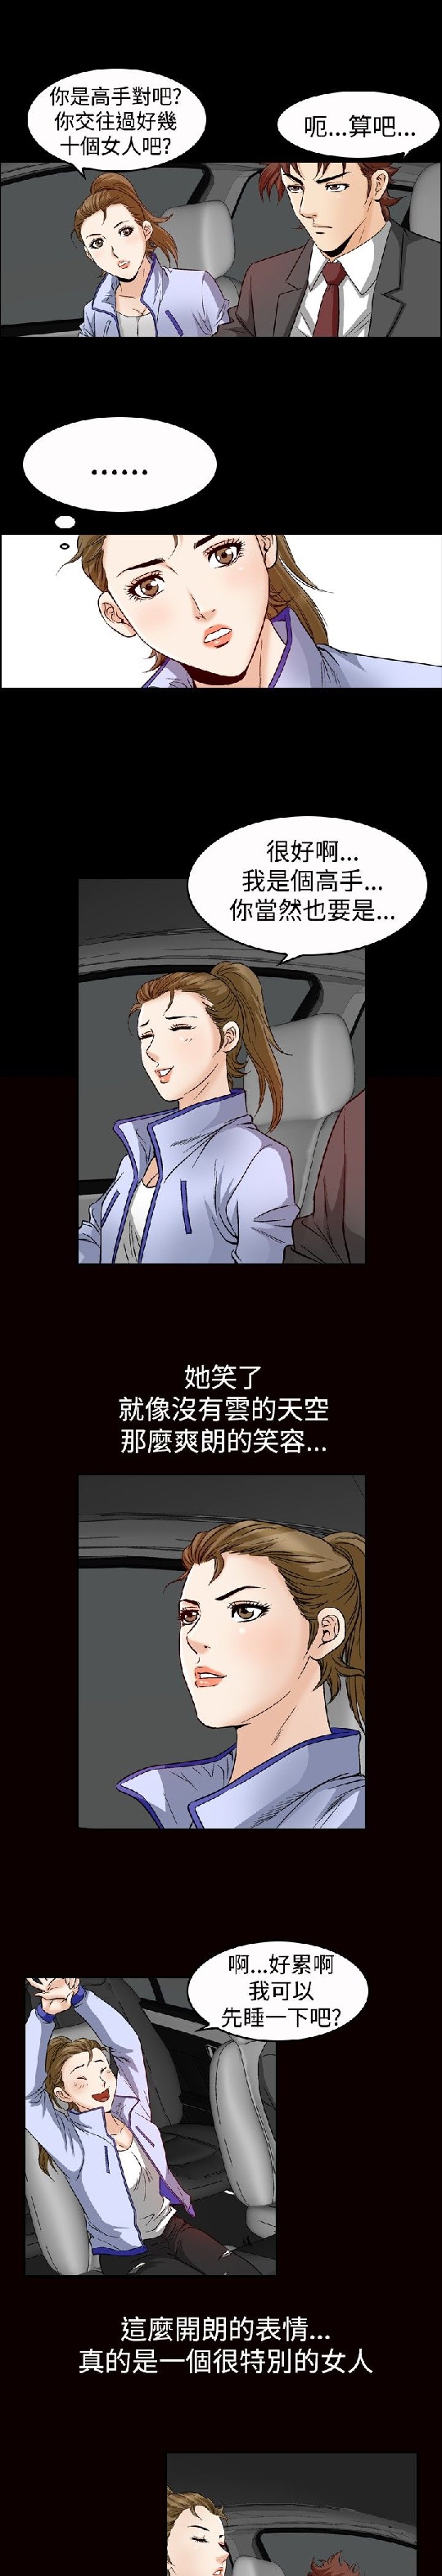 你是高手對吧?
你交往過好幾
十個女人吧?
呃...算吧...
......
很好啊...
我是個高手...
你當然也要是...
她笑了
就像沒有雲的天空
那麼爽朗的笑容...
啊...好累啊
我可以
先睡一下吧?
這麼開朗的表情...
真的是一個很特別的女人